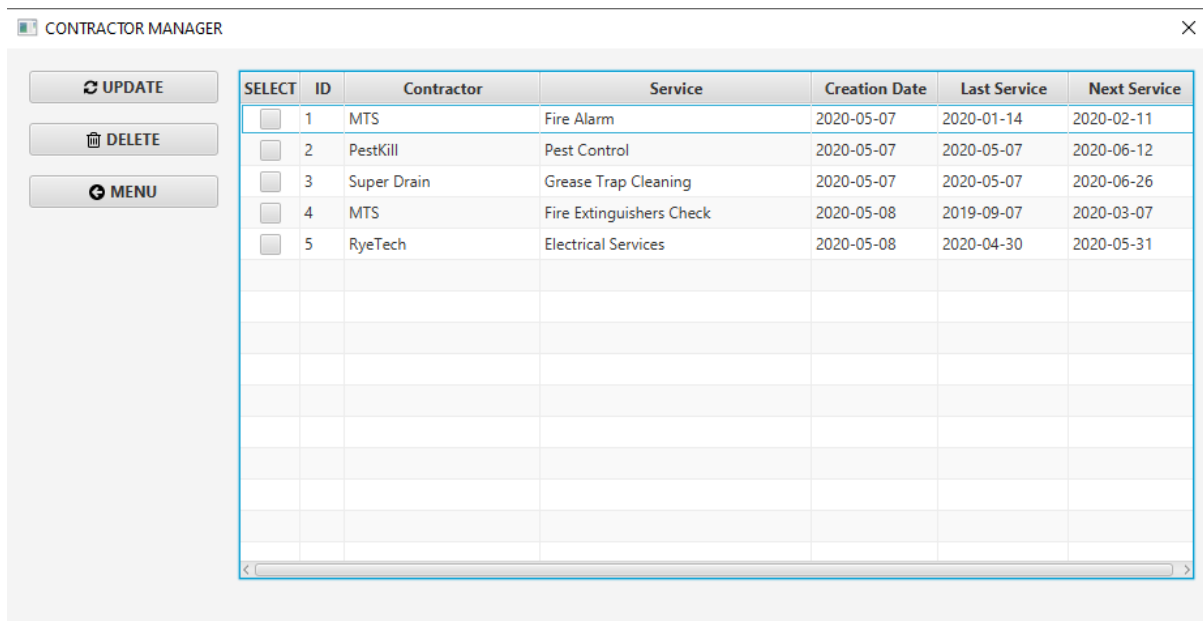 CONTRACTOR MANAGER
UPDATE
DELETE
MENU
SELECT ID Contractor Service Creation Date Last Service Next Service
1 MTS Fire Alarm 2020-05-07 2020-01-14 2020-02-11
2 PestKill Pest Control 2020-05-07 2020-05-07 2020-06-12
3 Super Drain Grease Trap Cleaning 2020-05-07 2020-05-07 2020-06-26
4 MTS Fire Extinguishers Check 2020-05-08 2019-09-07 2020-03-07
5 RyeTech Electrical Services 2020-05-08 2020-04-30 2020-05-31